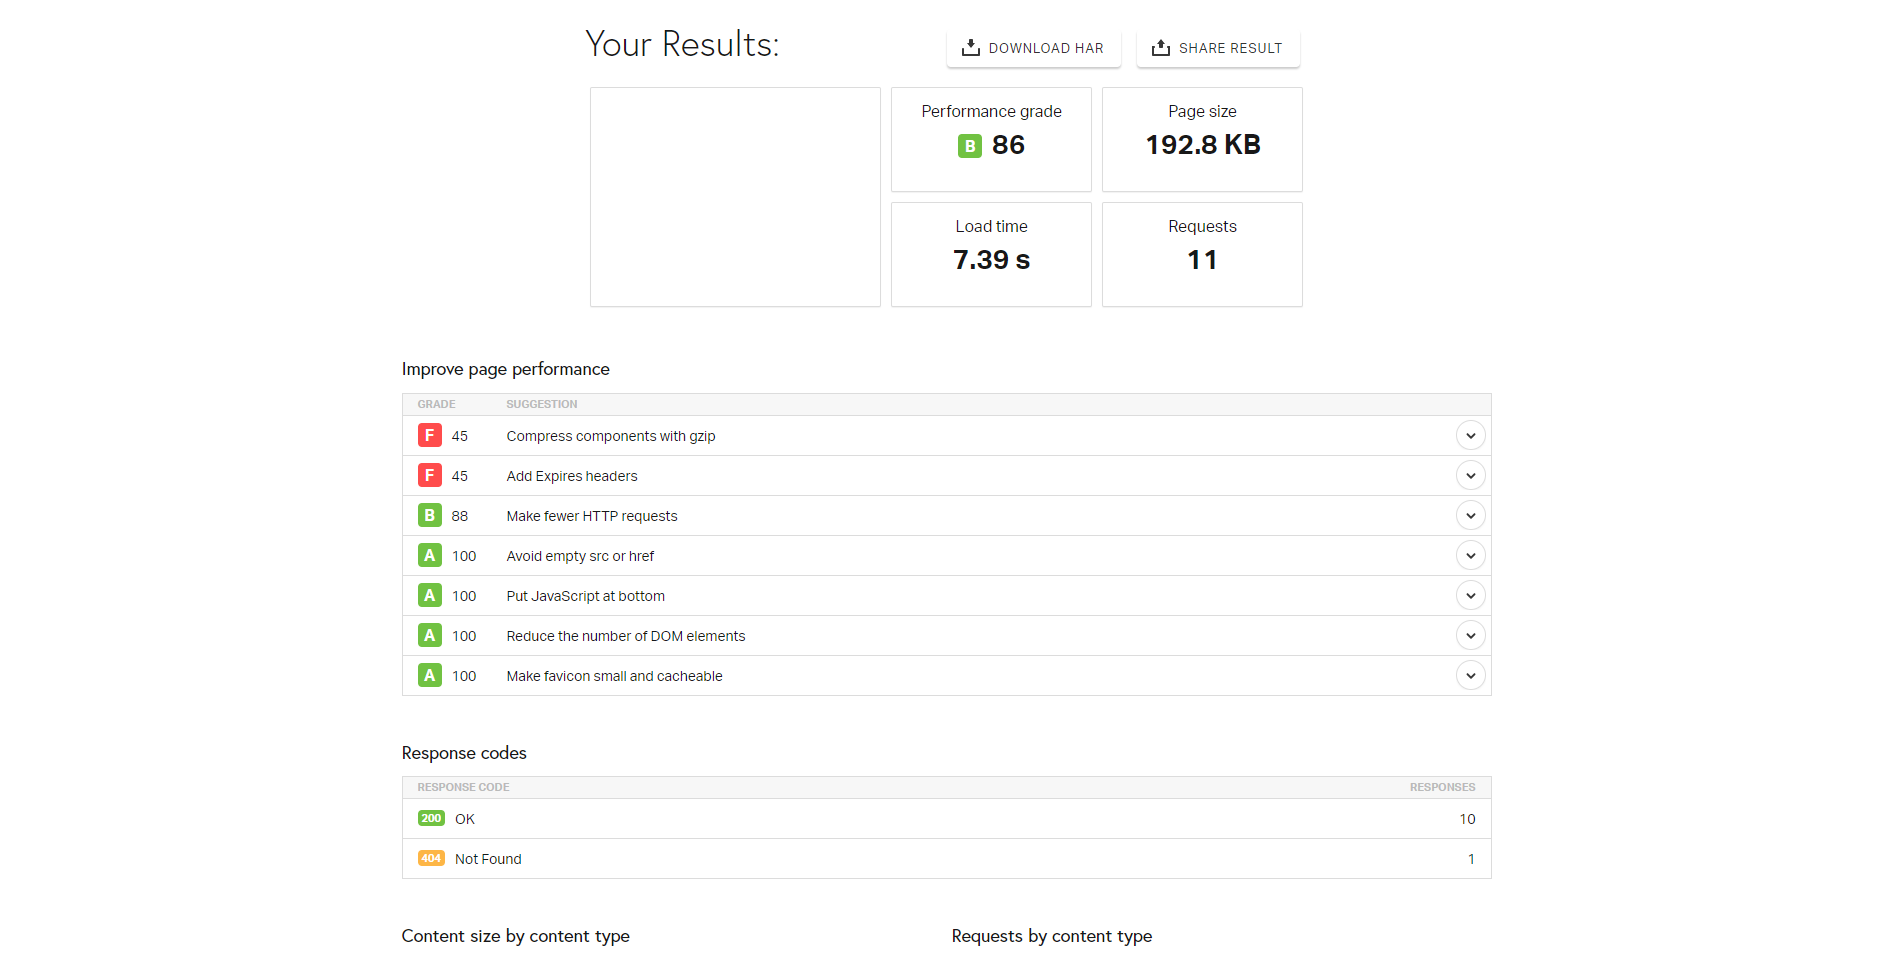 Your Results:
DOWNLOAD HAR
SHARE RESULT
Performance grade
B 86
Page size
192.8 KB
Load time
7.39 s
Requests
11
Improve page performance
GRADE SUGGESTION
F 45 Compress components with gzip
F 45 Add Expires headers
B 88 Make fewer HTTP requests
A 100 Avoid empty src or href
A 100 Put JavaScript at bottom
A 100 Reduce the number of DOM elements
A 100 Make favicon small and cacheable
Response codes
RESPONSE CODE RESPONSES
200 OK 10
404 Not Found 1
Content size by content type
Requests by content type